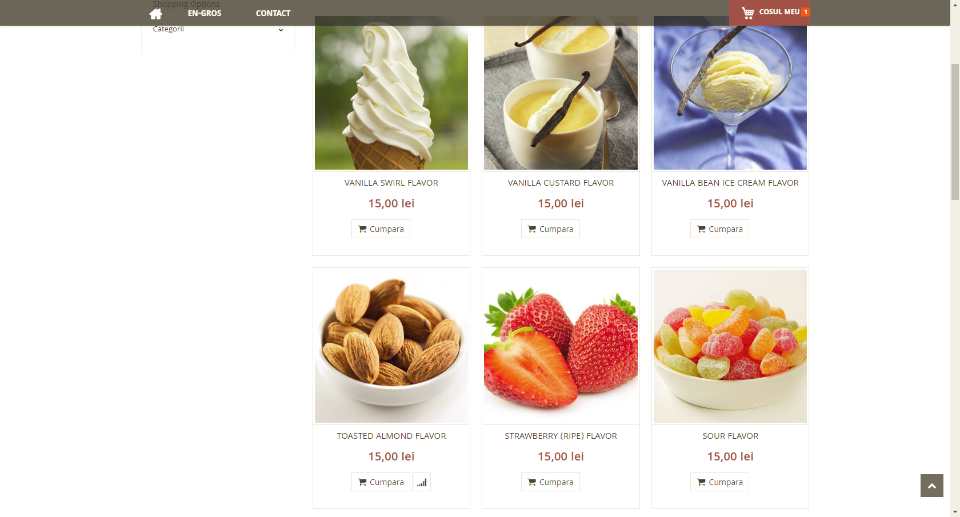 Shopping Options
EN-GROS
CONTACT
COSUL MEU 1
Categorii
VANILLA SWIRL FLAVOR
VANILLA CUSTARD FLAVOR
VANILLA BEAN ICE CREAM FLAVOR
15,00 lei
15,00 lei
15,00 lei
Cumpara
Cumpara
Cumpara
TOASTED ALMOND FLAVOR
STRAWBERRY (RIPE) FLAVOR
SOUR FLAVOR
15,00 lei
15,00 lei
15,00 lei
Cumpara
Cumpara
Cumpara